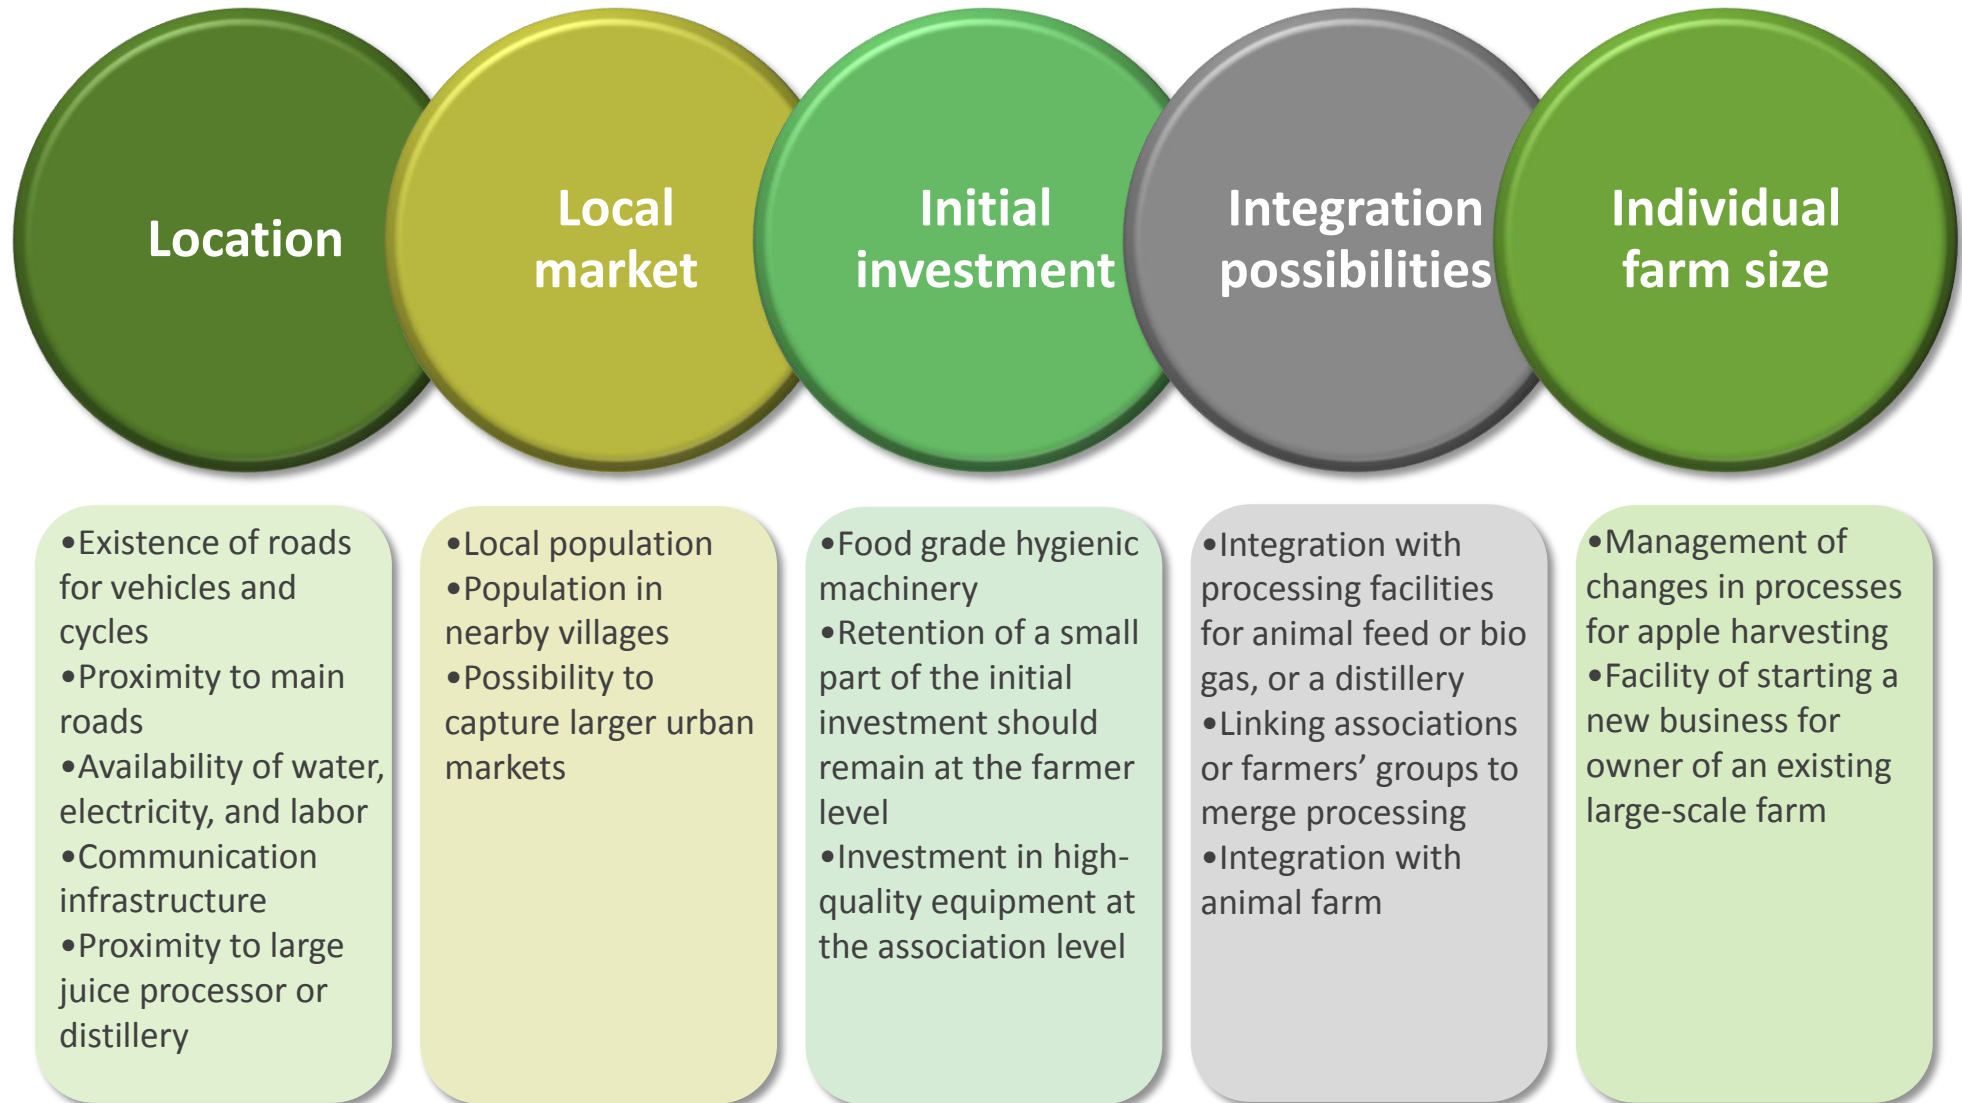 Location
Local
market
Initial
investment
Integration
possibilities
Individual
farm size
•Existence of roads
for vehicles and
cycles
•Proximity to main
roads
•Availability of water,
electricity, and labor
•Communication
infrastructure
•Proximity to large
juice processor or
distillery
•Local population
•Population in
nearby villages
•Possibility to
capture larger urban
markets
•Food grade hygienic
machinery
•Retention of a small
part of the initial
investment should
remain at the farmer
level
•Investment in high-
quality equipment at
the association level
•Integration with
processing facilities
for animal feed or bio
gas, or a distillery
•Linking associations
or farmers’ groups to
merge processing
•Integration with
animal farm
•Management of
changes in processes
for apple harvesting
•Facility of starting a
new business for
owner of an existing
large-scale farm